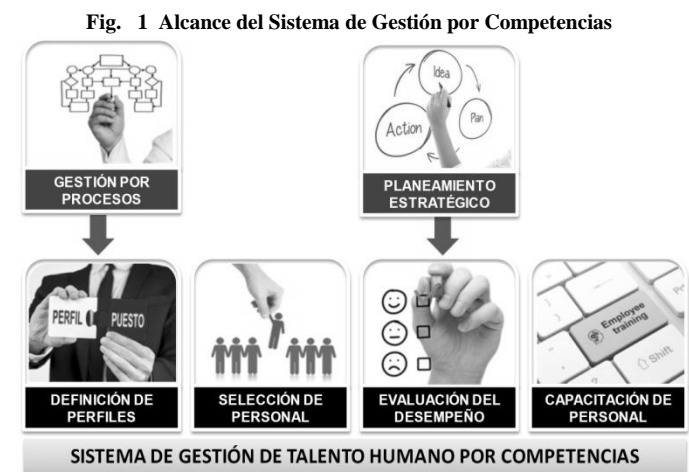 Fig. 1 Alcance del Sistema de Gestión por Competencias
Idea
Plan
Action
GESTIÓN POR
PROCESOS
PLANEAMIENTO
ESTRATÉGICO
PERFIL
PUESTO
Employee
training
Shift
DEFINICIÓN DE
PERFILES
SELECCIÓN DE
PERSONAL
EVALUACIÓN DEL
DESEMPEÑO
CAPACITACIÓN DE
PERSONAL
SISTEMA DE GESTIÓN DE TALENTO HUMANO POR COMPETENCIAS